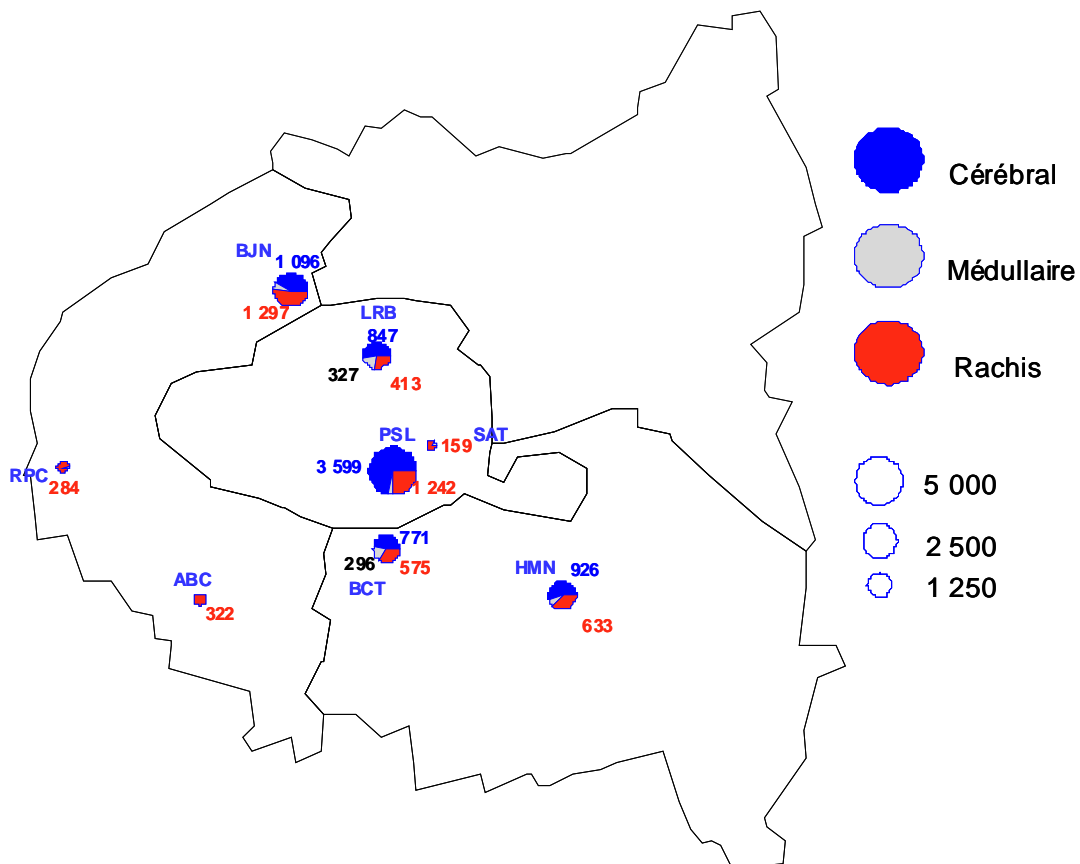 Cérébral
Médullaire
Rachis
5 000
2 500
1 250
BJN
1 096
1 297
LRB
847
327
413
PSL
SAT
159
3 599
1 242
RPC
284
771
296
575
BCT
HMN
926
633
ABC
322